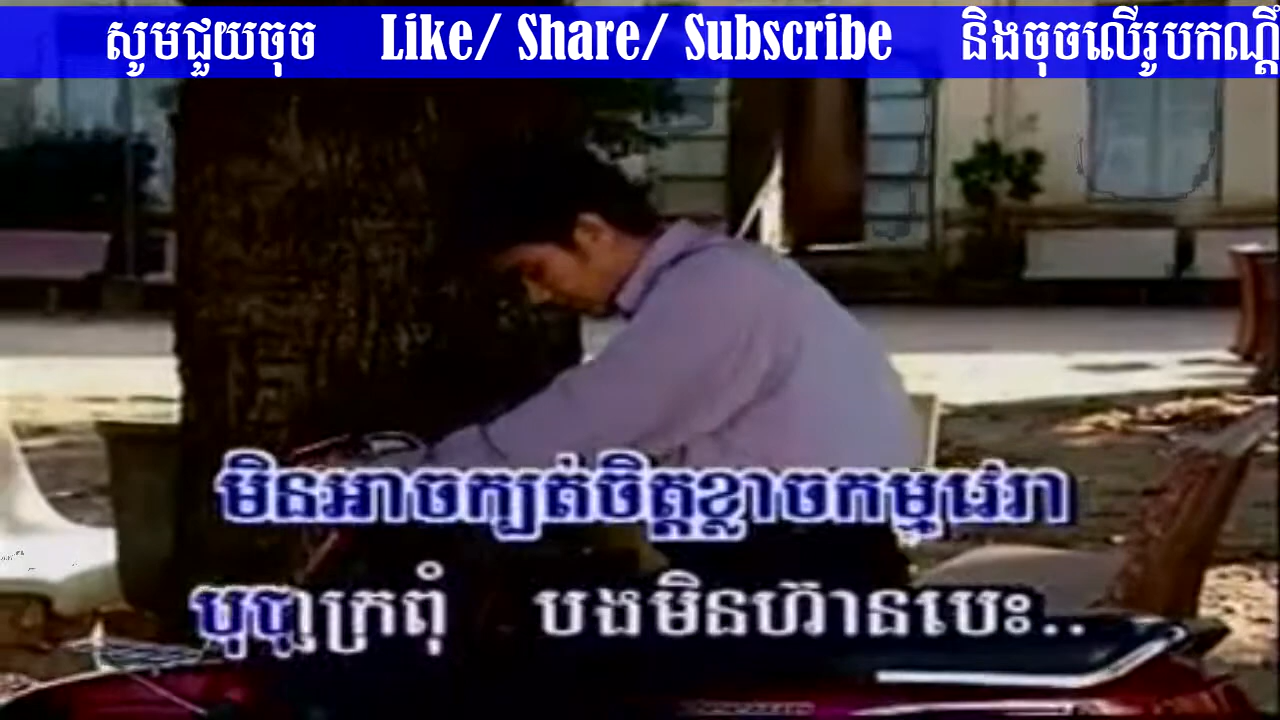 សូមជួយចុច Like/ Share/ Subscribe និងចុចលើរូបកណ្ដឹ
មិនអាចក្បត់ចិត្តខ្លាចកម្មវេរា
បុប្ផាក្រពុំ បងមិនហ៊ានបេះ..